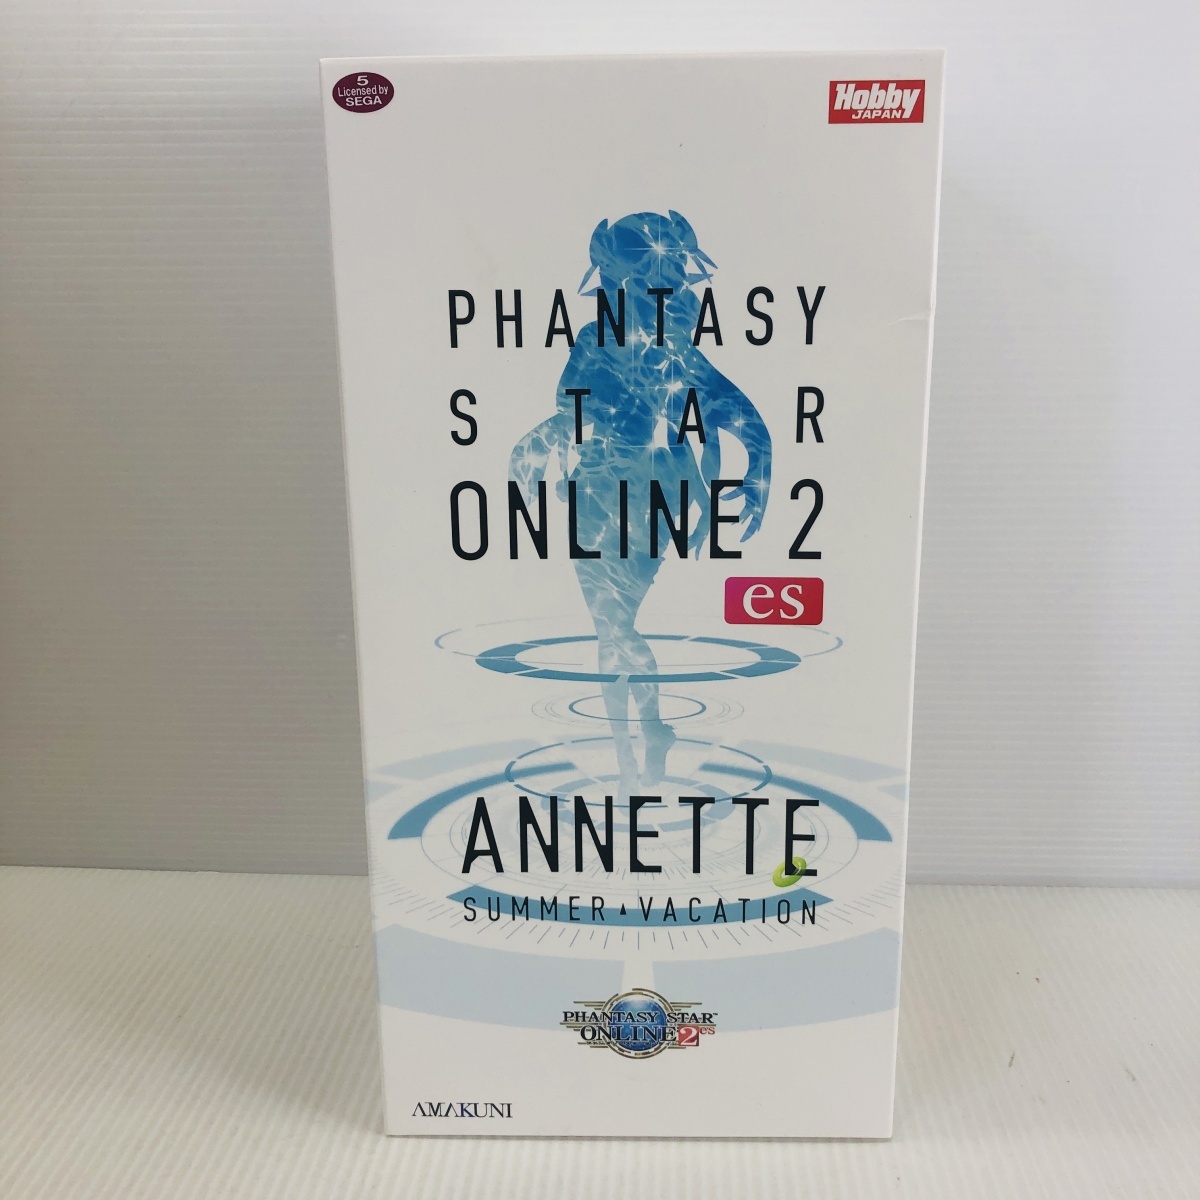 5
Licensed by
SEGA
Hobby
JAPAN
PHANTASY
STAR
ONLINE 2
es
ANNETTE
SUMMER▲VACATION
PHANTASY STAR™
ONLINE 2 es
AMAKUNI